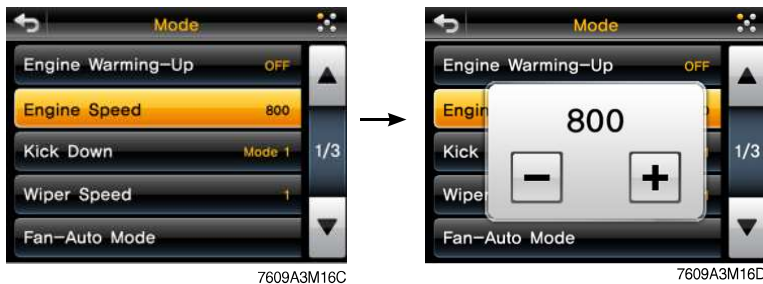 Mode
Engine Warming-Up OFF
Engine Speed 800
Kick Down Mode 1
1/3
Wiper Speed 1
Fan-Auto Mode
7609A3M16C
Mode
Engine Warming-Up OFF
Engin
800
Kick
1/3
- +
Wiper
Fan-Auto Mode
7609A3M16D